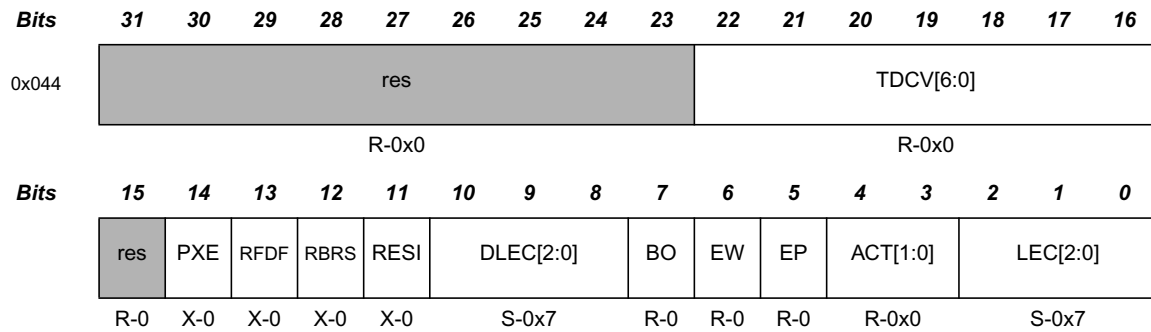 Bits 31 30 29 28 27 26 25 24 23 22 21 20 19 18 17 16
0x044 res TDCV[6:0]
R-0x0 R-0x0
Bits 15 14 13 12 11 10 9 8 7 6 5 4 3 2 1 0
res PXE RFDF RBRS RESI DLEC[2:0] BO EW EP ACT[1:0] LEC[2:0]
R-0 X-0 X-0 X-0 X-0 S-0x7 R-0 R-0 R-0 R-0x0 S-0x7